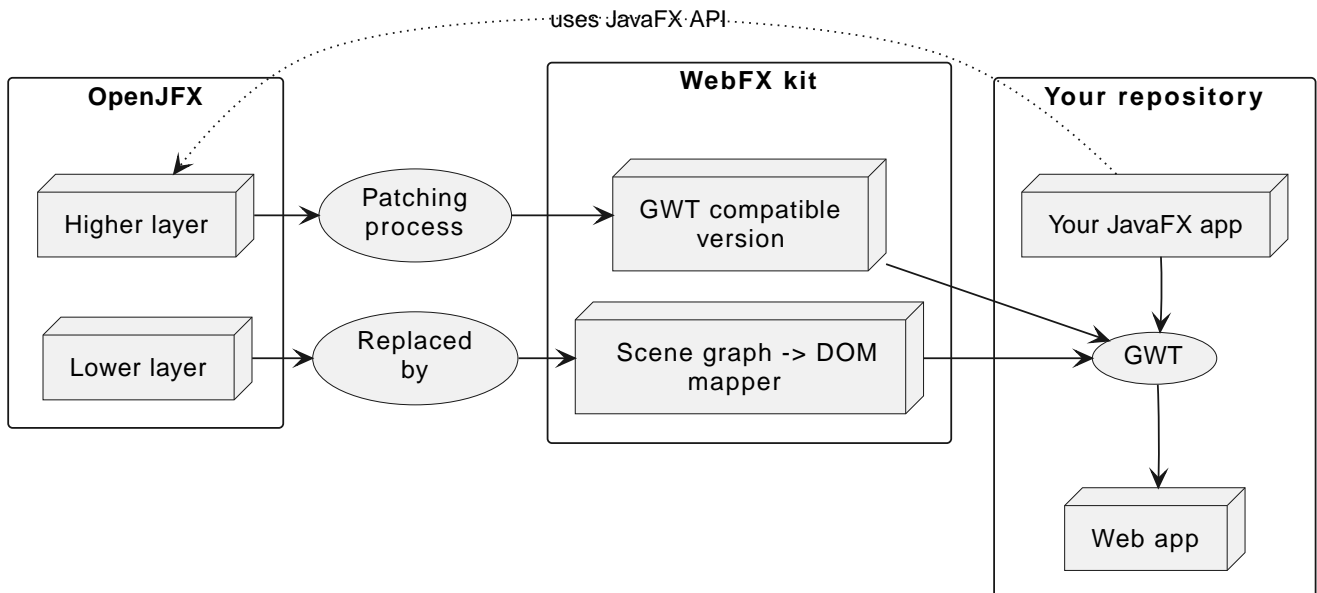 uses JavaFX API
OpenJFX
WebFX kit
Your repository
Higher layer
Patching
process
GWT compatible
version
Your JavaFX app
Lower layer
Replaced
by
Scene graph -> DOM
mapper
GWT
Web app